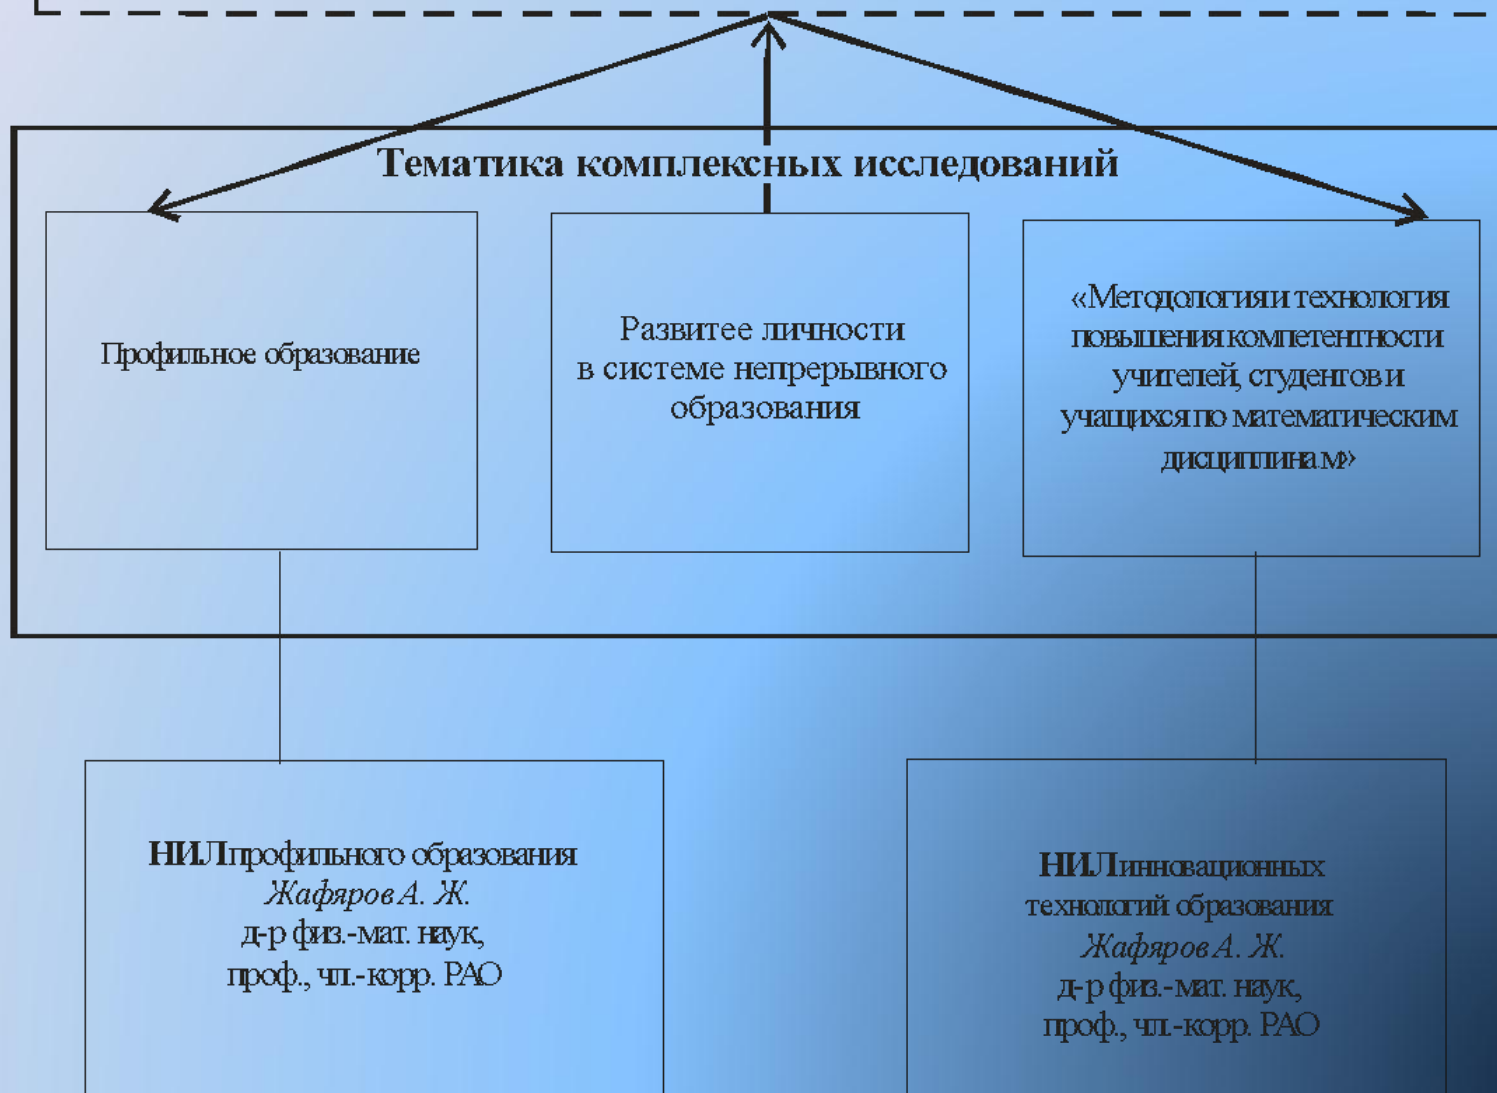 Тематика комплексных исследований
Профильное образование
Развитее личности
в системе непрерывного
образования
«Методология и технология
повышения компетентности
учителей, студентов и
учащихся по математическим
дисциплинам»
НИЛ профильного образования
Жафяров А. Ж.
д-р физ.-мат. наук,
проф., чл.-корр. РАО
НИЛ инновационных
технологий образования
Жафяров А. Ж.
д-р физ.-мат. наук,
проф., чл.-корр. РАО